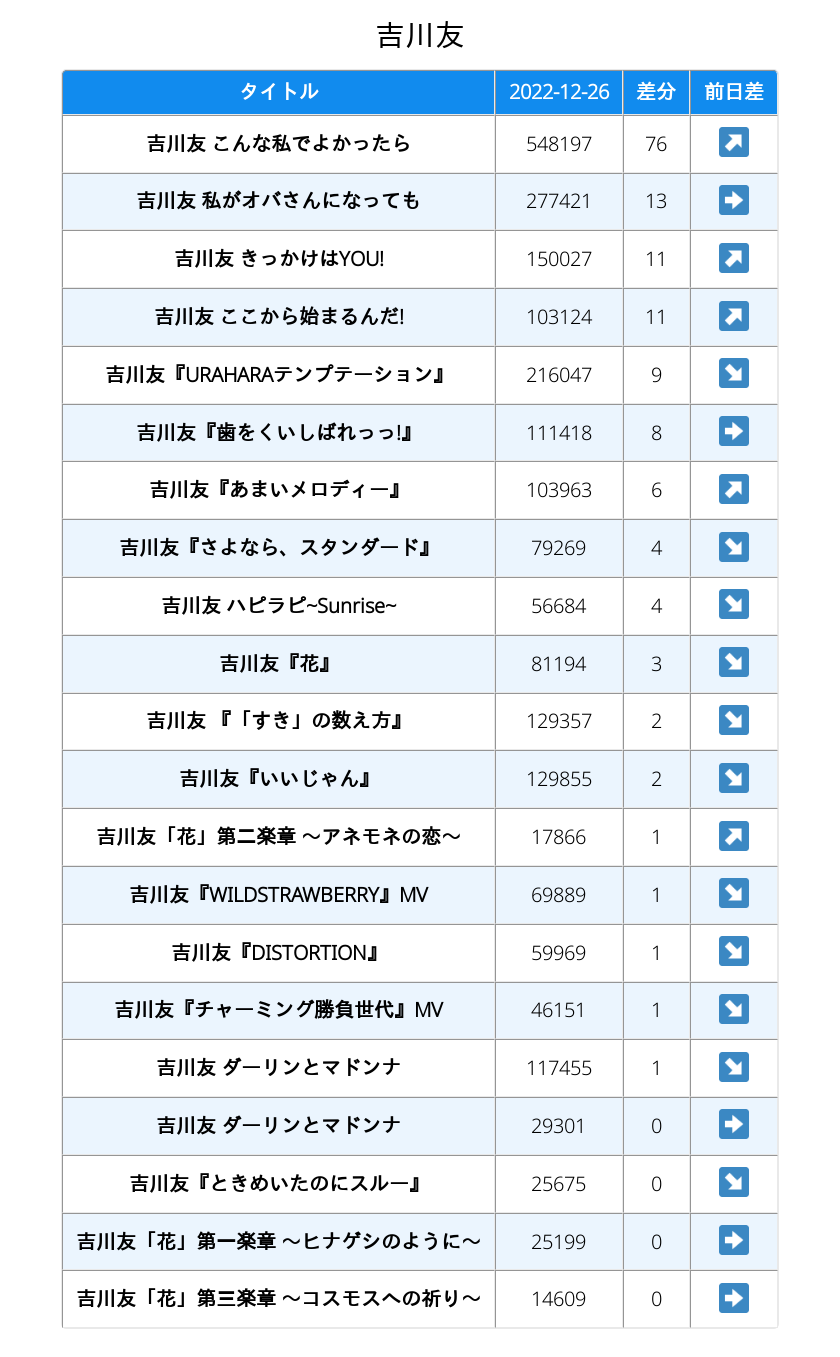 吉川友
タイトル 2022-12-26 差分 前日差
吉川友 こんな私でよかったら 548197 76 ↗
吉川友 私がオバさんになっても 277421 13 ➡
吉川友 きっかけはYOU! 150027 11 ↗
吉川友 ここから始まるんだ! 103124 11 ↗
吉川友『URAHARAテンプテーション』 216047 9 ↘
吉川友『歯をくいしばれっっ!』 111418 8 ➡
吉川友『あまいメロディー』 103963 6 ↗
吉川友『さよなら、スタンダード』 79269 4 ↘
吉川友 ハピラピ~Sunrise~ 56684 4 ↘
吉川友『花』 81194 3 ↘
吉川友 『「すき」の数え方』 129357 2 ↘
吉川友『いいじゃん』 129855 2 ↘
吉川友「花」第二楽章 〜アネモネの恋〜 17866 1 ↗
吉川友『WILDSTRAWBERRY』MV 69889 1 ↘
吉川友『DISTORTION』 59969 1 ↘
吉川友『チャーミング勝負世代』MV 46151 1 ↘
吉川友 ダーリンとマドンナ 117455 1 ↘
吉川友 ダーリンとマドンナ 29301 0 ➡
吉川友『ときめいたのにスルー』 25675 0 ↘
吉川友「花」第一楽章 〜ヒナゲシのように〜 25199 0 ➡
吉川友「花」第三楽章 〜コスモスへの祈り〜 14609 0 ➡